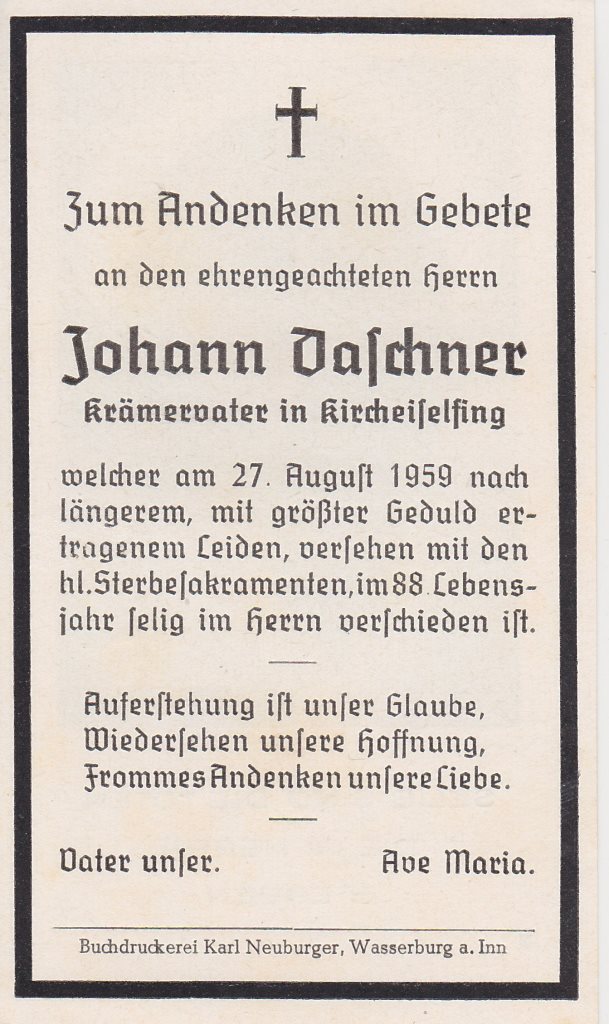 Zum Andenken im Gebete
an den ehrengeachteten Herrn
Johann Daschner
Krämervater in Kircheiselfing
welcher am 27. August 1959 nach
längerem, mit größter Geduld er-
tragenem Leiden, versehen mit den
hl. Sterbesakramenten, im 88. Lebens-
jahr selig im Herrn verschieden ist.
Auferstehung ist unser Glaube,
Wiedersehen unsere Hoffnung,
Frommes Andenken unsere Liebe.
Vater unser. Ave Maria.
Buchdruckerei Karl Neuburger, Wasserburg a. Inn